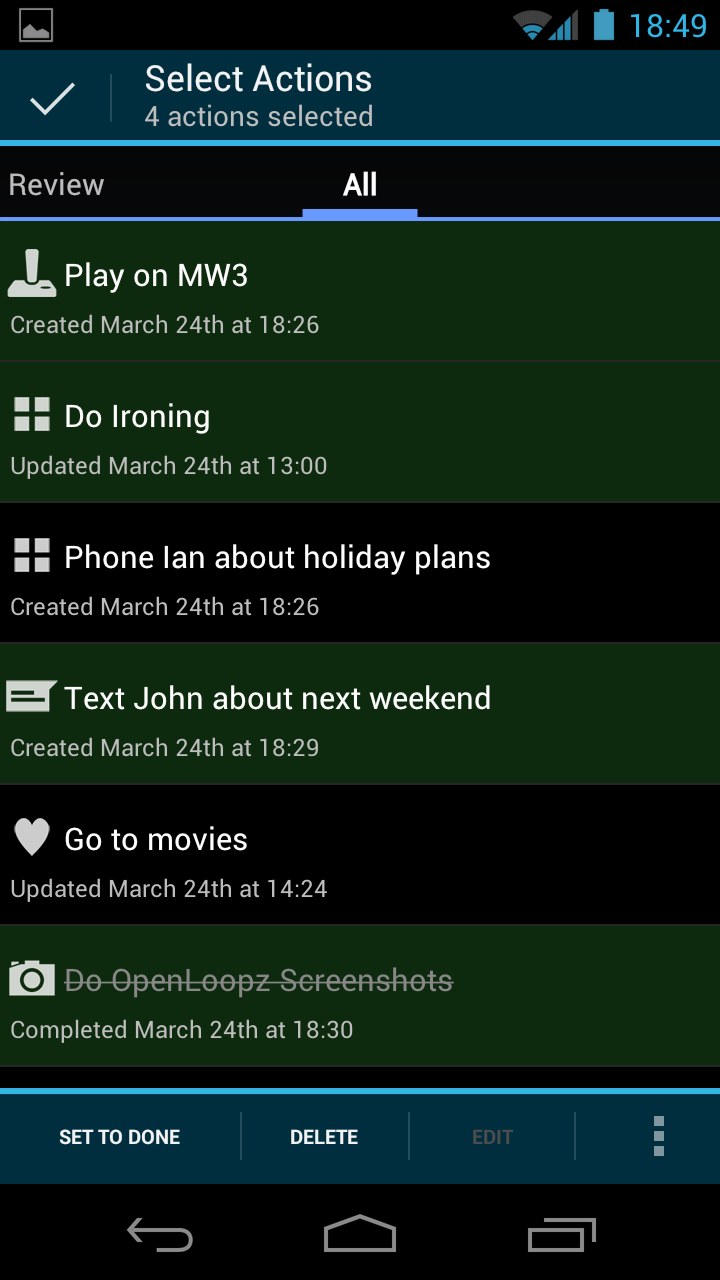 18:49
Select Actions
4 actions selected
Review
All
Play on MW3
Created March 24th at 18:26
Do Ironing
Updated March 24th at 13:00
Phone Ian about holiday plans
Created March 24th at 18:26
Text John about next weekend
Created March 24th at 18:29
Go to movies
Updated March 24th at 14:24
Do OpenLoopz Screenshots
Completed March 24th at 18:30
SET TO DONE
DELETE
EDIT